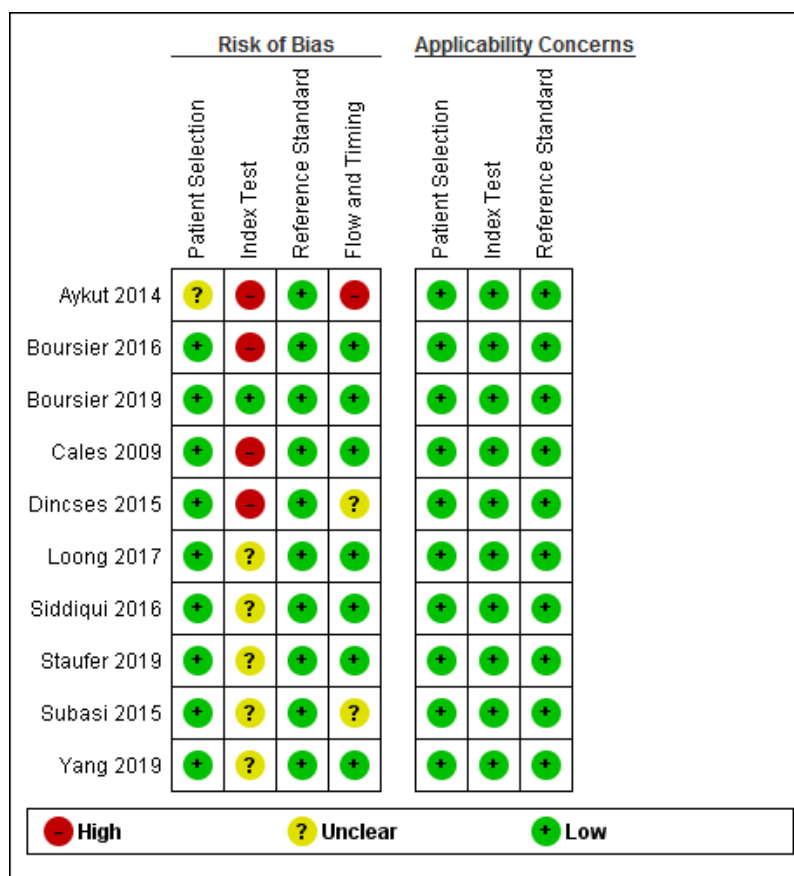 Risk of Bias Applicability Concerns
Patient Selection
Index Test
Reference Standard
Flow and Timing
Patient Selection
Index Test
Reference Standard
Aykut 2014 ? - + - + + +
Boursier 2016 + - + + + + +
Boursier 2019 + + + + + + +
Cales 2009 + - + + + + +
Dincses 2015 + - + ? + + +
Loong 2017 + ? + + + + +
Siddiqui 2016 + ? + + + + +
Staufer 2019 + ? + + + + +
Subasi 2015 + ? + ? + + +
Yang 2019 + ? + + + + +
- High ? Unclear + Low